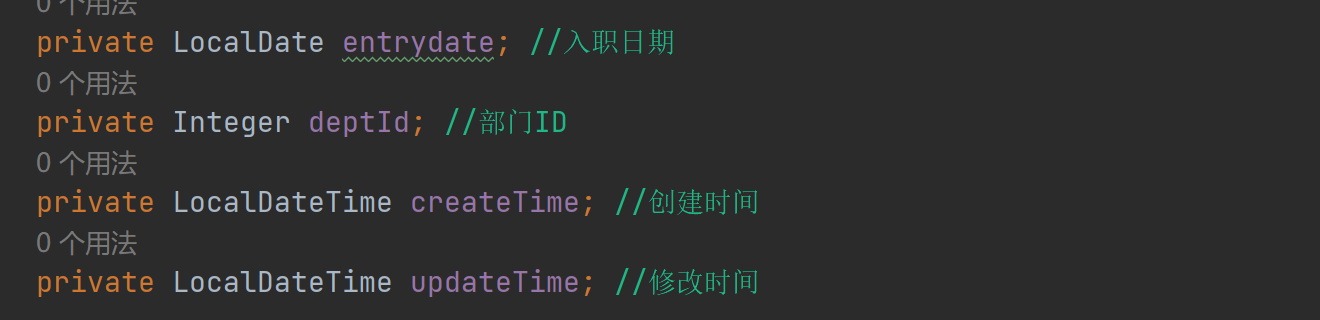 0 个用法
private LocalDate entrydate; //入职日期
0 个用法
private Integer deptId; //部门ID
0 个用法
private LocalDateTime createTime; //创建时间
0 个用法
private LocalDateTime updateTime; //修改时间